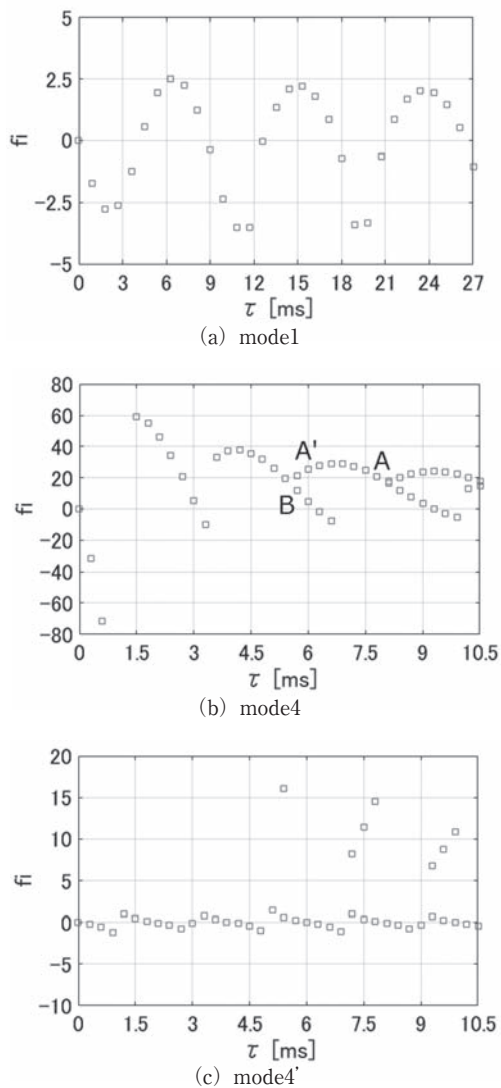 5
2.5
0
−2.5
−5
fi
0 3 6 9 12 15 18 21 24 27
τ [ms]
(a) mode1
80
60
40
20
0
−20
−40
−60
−80
fi
A'
A
B
0 1.5 3 4.5 6 7.5 9 10.5
τ [ms]
(b) mode4
20
15
10
5
0
−5
−10
fi
0 1.5 3 4.5 6 7.5 9 10.5
τ [ms]
(c) mode4'